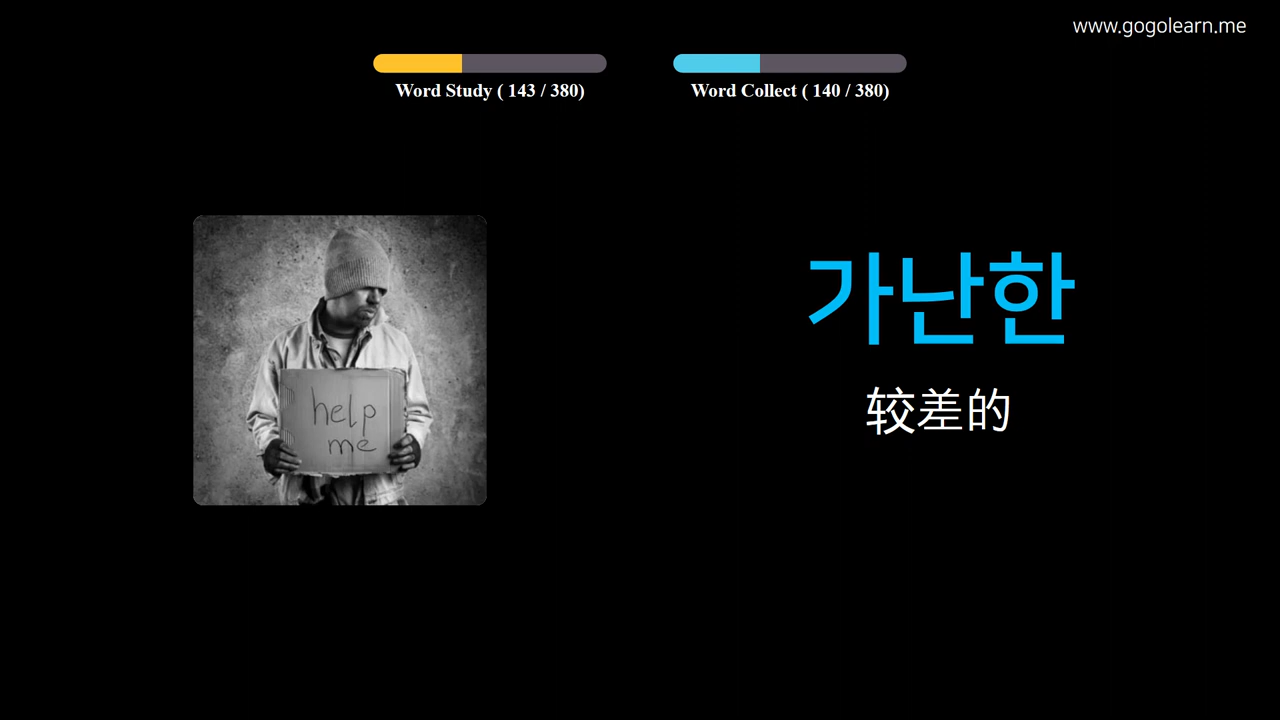 www.gogolearn.me
Word Study ( 143 / 380)
Word Collect ( 140 / 380)
가난한
较差的
help
me